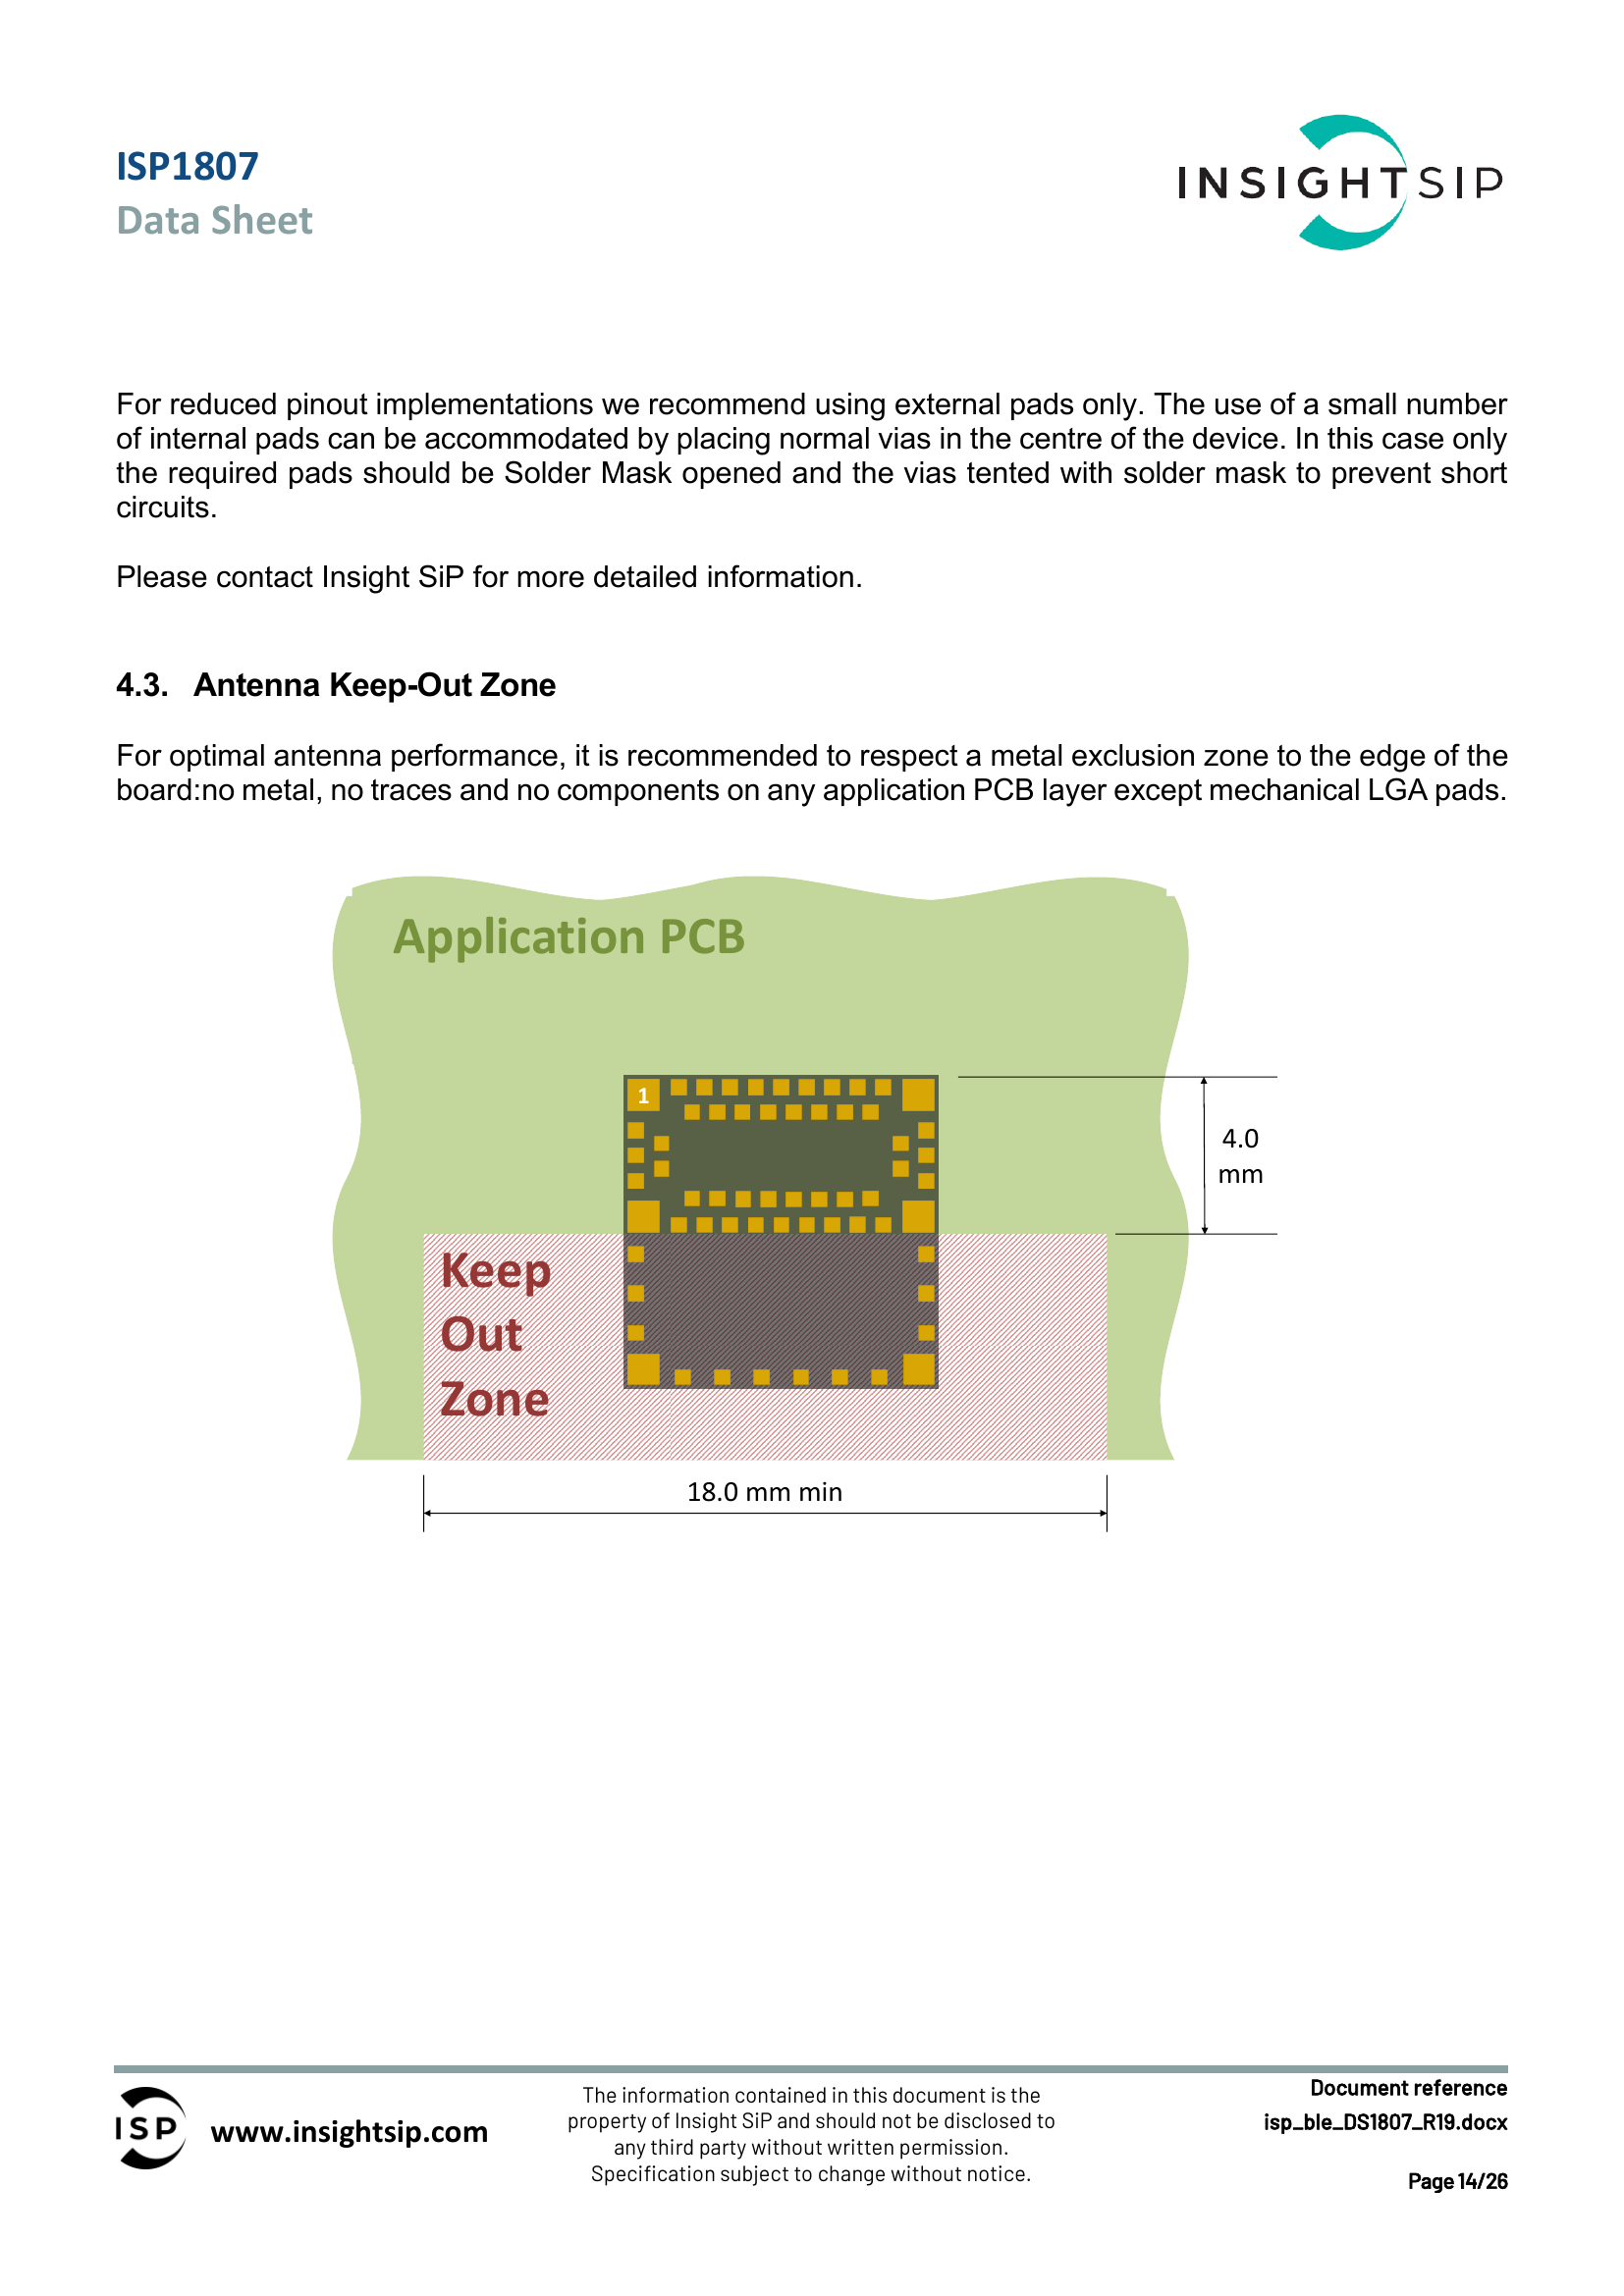 ISP1807
Data Sheet
INSIGHTSIP
For reduced pinout implementations we recommend using external pads only. The use of a small number
of internal pads can be accommodated by placing normal vias in the centre of the device. In this case only
the required pads should be Solder Mask opened and the vias tented with solder mask to prevent short
circuits.
Please contact Insight SiP for more detailed information.
4.3. Antenna Keep-Out Zone
For optimal antenna performance, it is recommended to respect a metal exclusion zone to the edge of the
board:no metal, no traces and no components on any application PCB layer except mechanical LGA pads.
Application PCB
1
4.0
mm
Keep
Out
Zone
18.0 mm min
ISP
www.insightsip.com
The information contained in this document is the
property of Insight SiP and should not be disclosed to
any third party without written permission.
Specification subject to change without notice.
Document reference
isp_ble_DS1807_R19.docx
Page 14/26